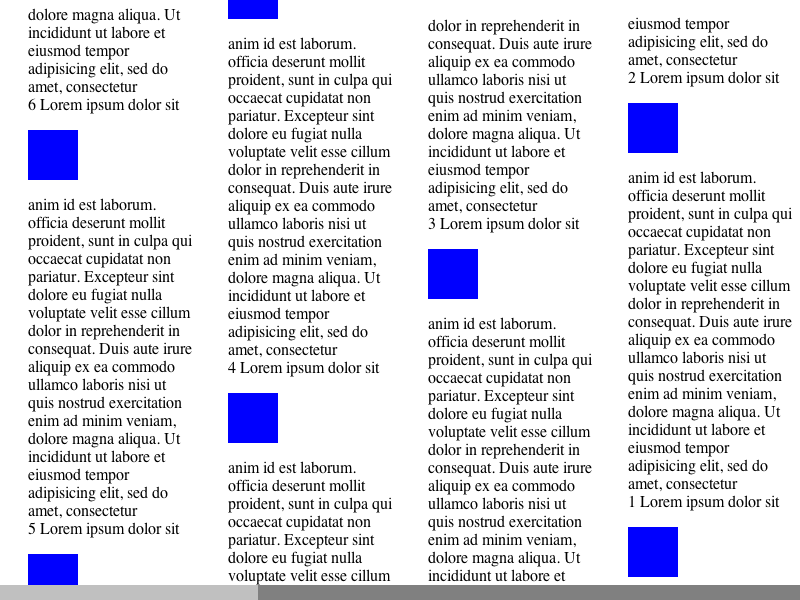 dolore magna aliqua. Ut
incididunt ut labore et
eiusmod tempor
adipisicing elit, sed do
amet, consectetur
6 Lorem ipsum dolor sit
anim id est laborum.
officia deserunt mollit
proident, sunt in culpa qui
occaecat cupidatat non
pariatur. Excepteur sint
dolore eu fugiat nulla
voluptate velit esse cillum
dolor in reprehenderit in
consequat. Duis aute irure
aliquip ex ea commodo
ullamco laboris nisi ut
quis nostrud exercitation
enim ad minim veniam,
dolore magna aliqua. Ut
incididunt ut labore et
eiusmod tempor
adipisicing elit, sed do
amet, consectetur
5 Lorem ipsum dolor sit
anim id est laborum.
officia deserunt mollit
proident, sunt in culpa qui
occaecat cupidatat non
pariatur. Excepteur sint
dolore eu fugiat nulla
voluptate velit esse cillum
dolor in reprehenderit in
consequat. Duis aute irure
aliquip ex ea commodo
ullamco laboris nisi ut
quis nostrud exercitation
enim ad minim veniam,
dolore magna aliqua. Ut
incididunt ut labore et
eiusmod tempor
adipisicing elit, sed do
amet, consectetur
4 Lorem ipsum dolor sit
anim id est laborum.
officia deserunt mollit
proident, sunt in culpa qui
occaecat cupidatat non
pariatur. Excepteur sint
dolore eu fugiat nulla
voluptate velit esse cillum
dolor in reprehenderit in
consequat. Duis aute irure
aliquip ex ea commodo
ullamco laboris nisi ut
quis nostrud exercitation
enim ad minim veniam,
dolore magna aliqua. Ut
incididunt ut labore et
eiusmod tempor
adipisicing elit, sed do
amet, consectetur
3 Lorem ipsum dolor sit
anim id est laborum.
officia deserunt mollit
proident, sunt in culpa qui
occaecat cupidatat non
pariatur. Excepteur sint
dolore eu fugiat nulla
voluptate velit esse cillum
dolor in reprehenderit in
consequat. Duis aute irure
aliquip ex ea commodo
ullamco laboris nisi ut
quis nostrud exercitation
enim ad minim veniam,
dolore magna aliqua. Ut
incididunt ut labore et
eiusmod tempor
adipisicing elit, sed do
amet, consectetur
2 Lorem ipsum dolor sit
anim id est laborum.
officia deserunt mollit
proident, sunt in culpa qui
occaecat cupidatat non
pariatur. Excepteur sint
dolore eu fugiat nulla
voluptate velit esse cillum
dolor in reprehenderit in
consequat. Duis aute irure
aliquip ex ea commodo
ullamco laboris nisi ut
quis nostrud exercitation
enim ad minim veniam,
dolore magna aliqua. Ut
incididunt ut labore et
eiusmod tempor
adipisicing elit, sed do
amet, consectetur
1 Lorem ipsum dolor sit